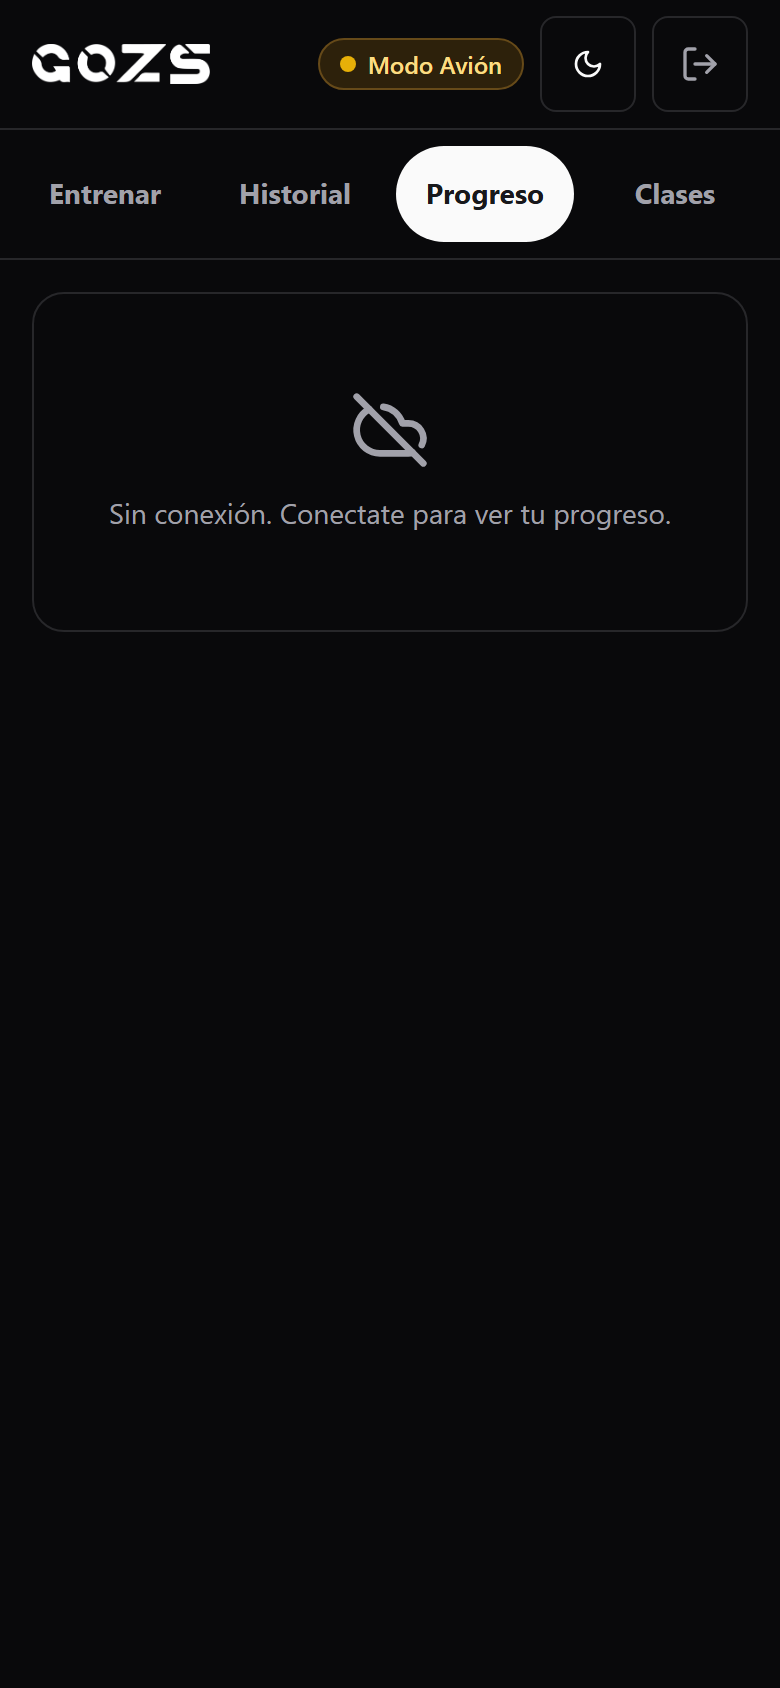 GOZS
Modo Avión
Entrenar Historial Progreso Clases
Sin conexión. Conectate para ver tu progreso.